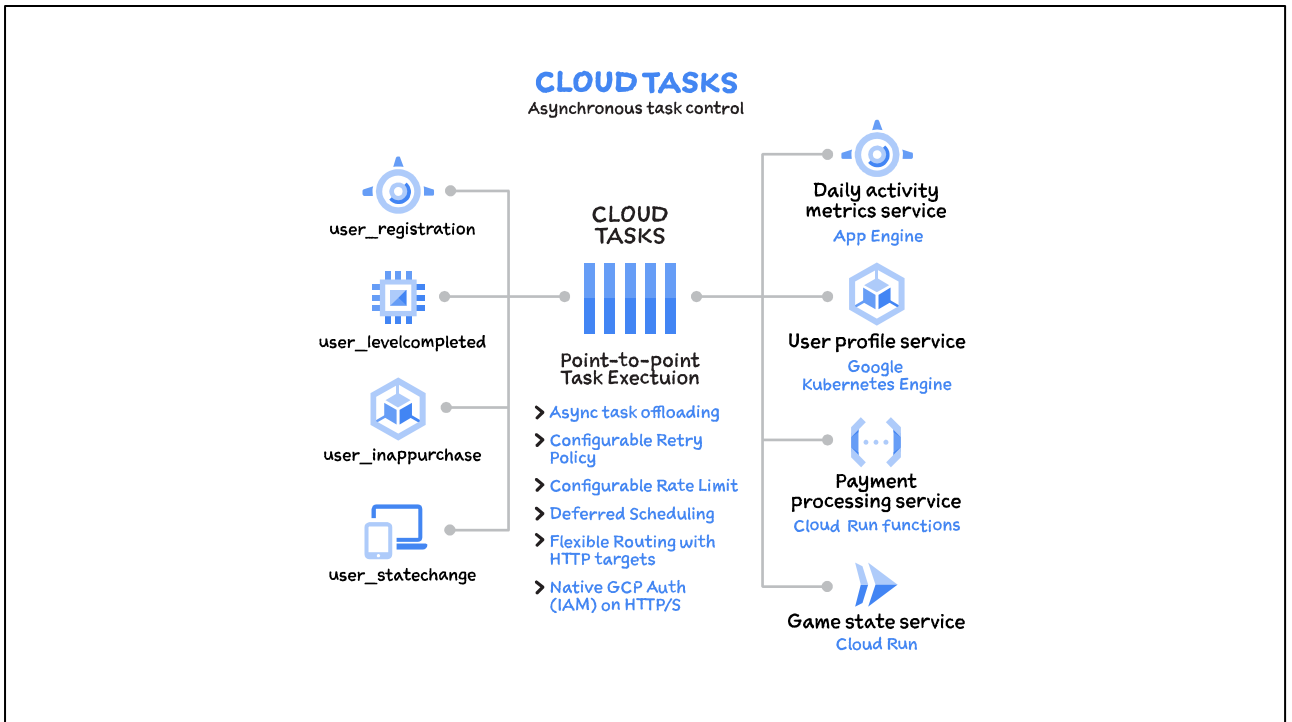 CLOUD TASKS
Asynchronous task control
user_registration
user_levelcompleted
user_inappurchase
user_statechange
CLOUD
TASKS
Point-to-point
Task Exectuion
Async task offloading
Configurable Retry
Policy
Configurable Rate Limit
Deferred Scheduling
Flexible Routing with
HTTP targets
Native GCP Auth
(IAM) on HTTP/S
Daily activity
metrics service
App Engine
User profile service
Google
Kubernetes Engine
Payment
processing service
Cloud Run functions
Game state service
Cloud Run